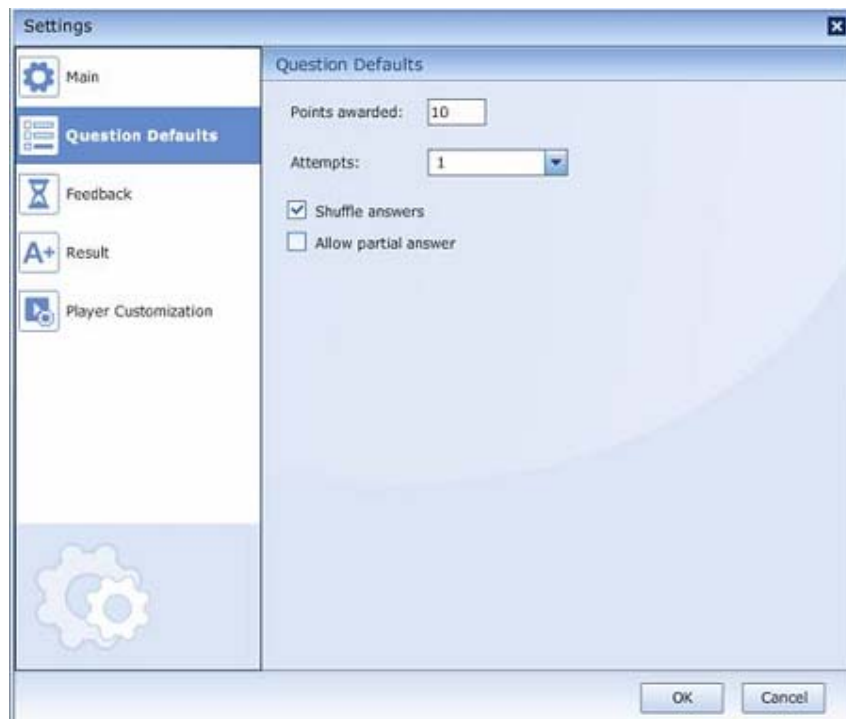 Settings
Main
Question Defaults
Feedback
A+ Result
Player Customization
Question Defaults
Points awarded: 10
Attempts: 1
Shuffle answers
Allow partial answer
OK Cancel